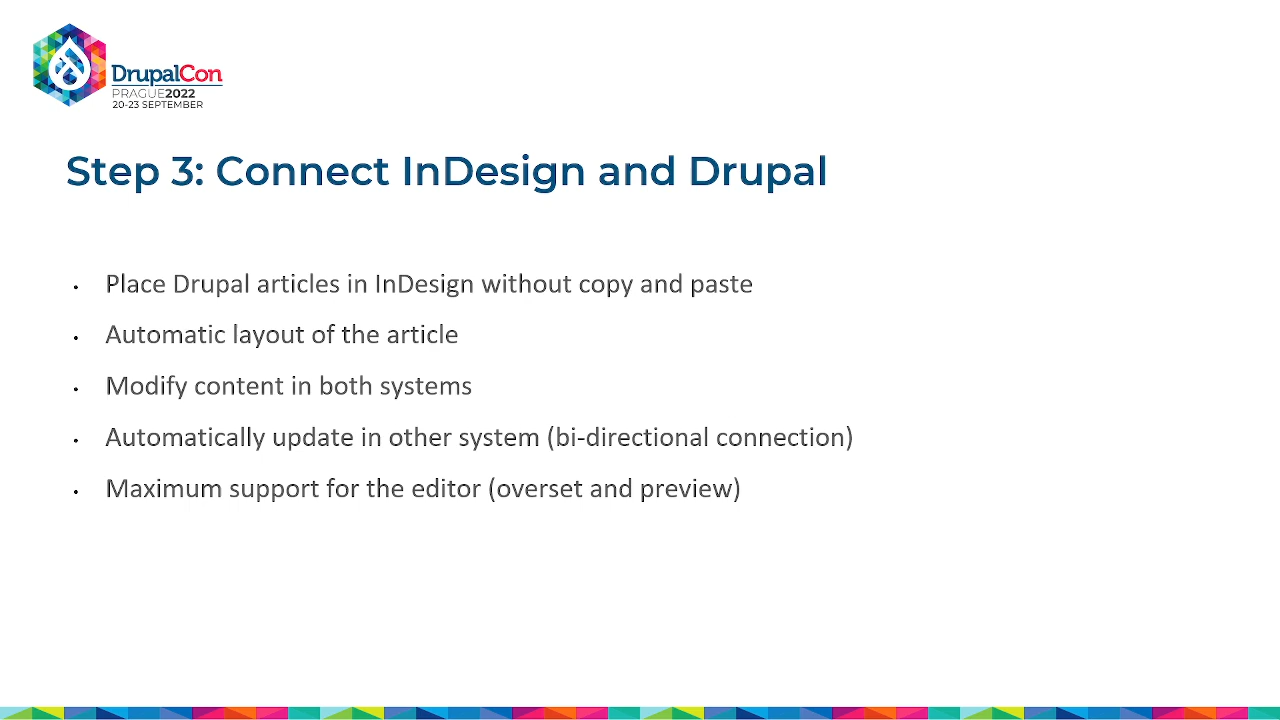 DrupalCon
PRAGUE2022
20-23 SEPTEMBER
Step 3: Connect InDesign and Drupal
• Place Drupal articles in InDesign without copy and paste
• Automatic layout of the article
• Modify content in both systems
• Automatically update in other system (bi-directional connection)
• Maximum support for the editor (overset and preview)